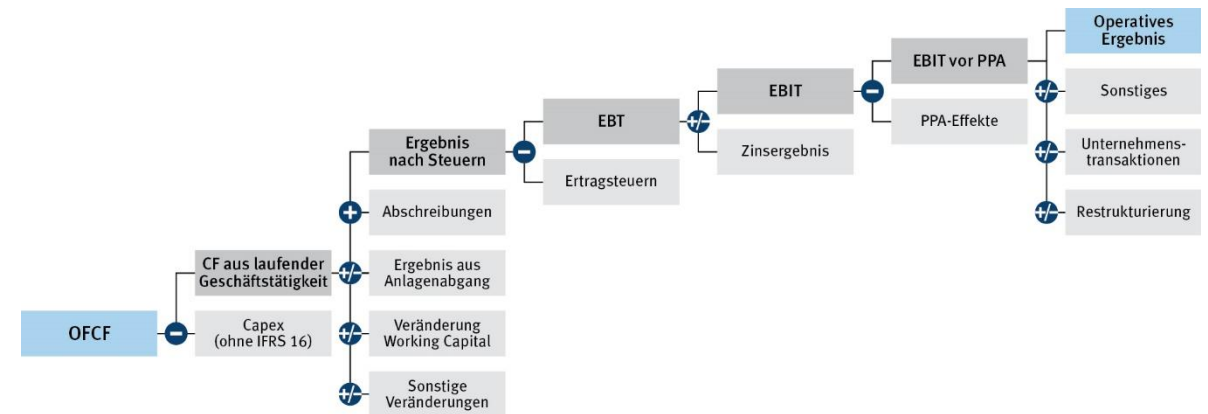 Operatives
Ergebnis
EBIT vor PPA
+/-
Sonstiges
EBIT
-
PPA-Effekte
EBT
+/-
Zinsergebnis
+/-
Unternehmens-
transaktionen
Ergebnis
nach Steuern
-
Ertragsteuern
+/-
Restrukturierung
+
Abschreibungen
CF aus laufender
Geschäftstätigkeit
+/-
Ergebnis aus
Anlagenabgang
OFCF
-
Capex
(ohne IFRS 16)
+/-
Veränderung
Working Capital
+/-
Sonstige
Veränderungen